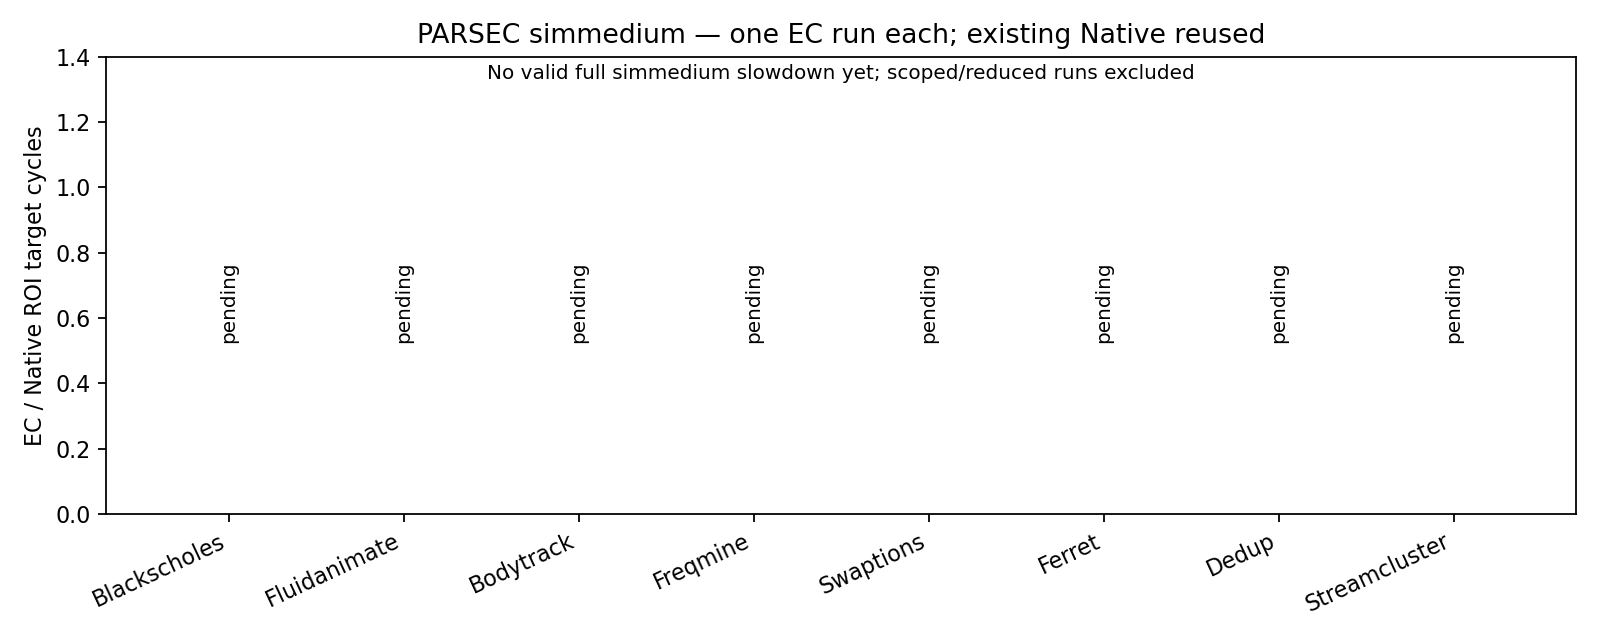 PARSEC simmedium — one EC run each; existing Native reused
No valid full simmedium slowdown yet; scoped/reduced runs excluded
EC / Native ROI target cycles
1.4
1.2
1.0
0.8
0.6
0.4
0.2
0.0
pending
pending
pending
pending
pending
pending
pending
pending
Blackscholes
Fluidanimate
Bodytrack
Freqmine
Swaptions
Ferret
Dedup
Streamcluster